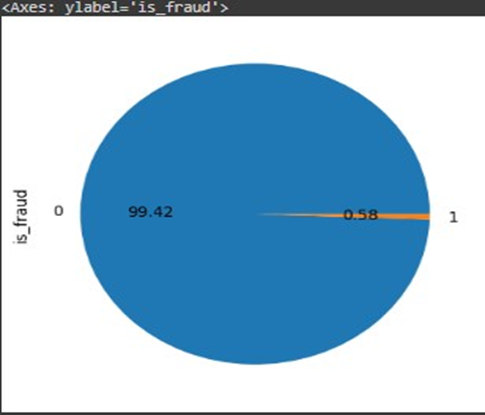 <Axes: ylabel='is_fraud'>
is_fraud
0
99.42
0.58
1